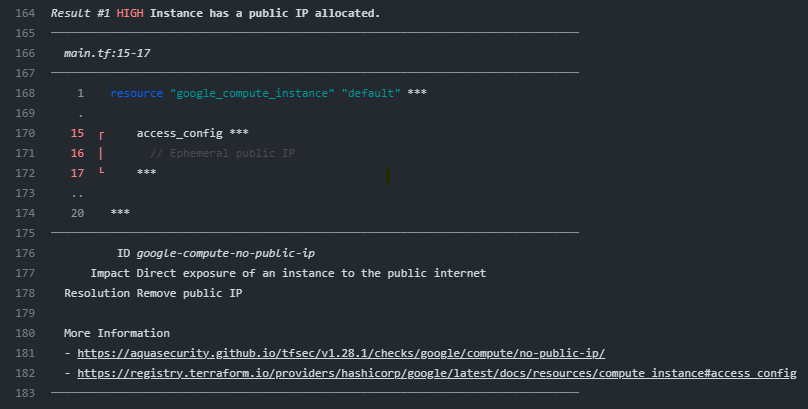 164 Result #1 HIGH Instance has a public IP allocated.
165
166 main.tf:15-17
167
168 1 resource "google_compute_instance" "default" ***
169 .
170 15 ┌ access_config ***
171 16 │ // Ephemeral public IP
172 17 └ ***
173 ..
174 20 ***
175
176 ID google-compute-no-public-ip
177 Impact Direct exposure of an instance to the public internet
178 Resolution Remove public IP
179
180 More Information
181 - https://aquasecurity.github.io/tfsec/v1.28.1/checks/google/compute/no-public-ip/
182 - https://registry.terraform.io/providers/hashicorp/google/latest/docs/resources/compute_instance#access_config
183